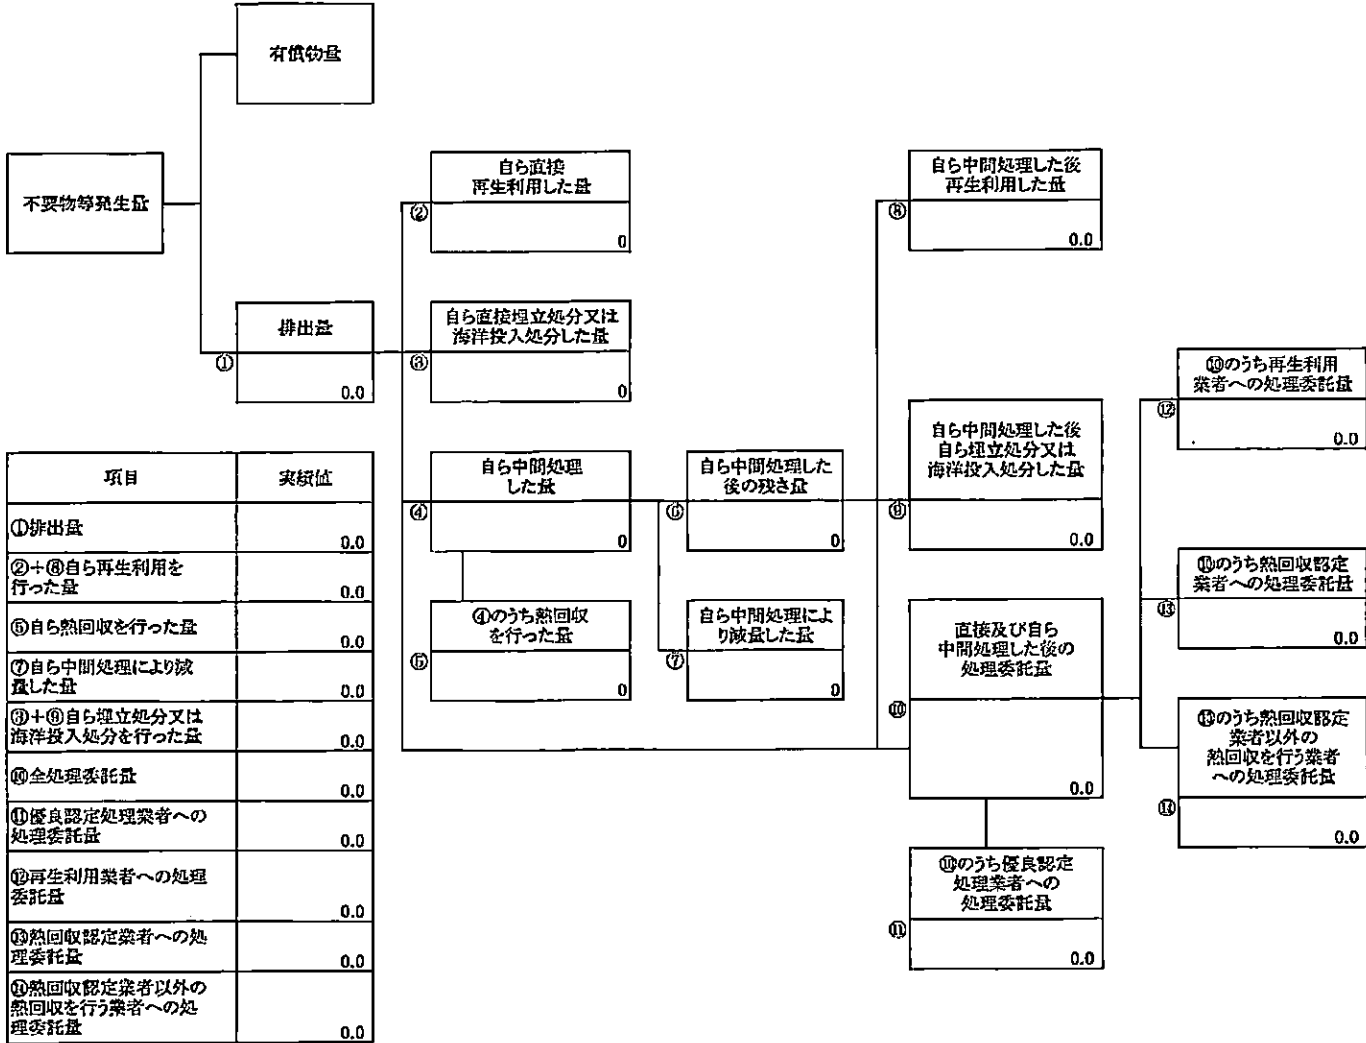 有償物量
不要物等発生量
排出量
①
0.0
自ら直接
再生利用した量
②
0
自ら直接埋立処分又は
海洋投入処分した量
③
0
自ら中間処理
した量
④
0
④のうち熱回収
を行った量
⑤
0
自ら中間処理した
後の残さ量
⑥
0
自ら中間処理によ
り減量した量
⑦
0
自ら中間処理した後
再生利用した量
⑧
0.0
自ら中間処理した後
自ら埋立処分又は
海洋投入処分した量
⑨
0.0
直接及び自ら
中間処理した後の
処理委託量
⑩
0.0
⑩のうち優良認定
処理業者への
処理委託量
⑪
0.0
⑩のうち再生利用
業者への処理委託量
⑫
0.0
⑩のうち熱回収認定
業者への処理委託量
⑬
0.0
⑩のうち熱回収認定
業者以外の
熱回収を行う業者
への処理委託量
⑭
0.0
項目 実績値
①排出量
0.0
②+⑧自ら再生利用を
行った量
0.0
⑤自ら熱回収を行った量
0.0
⑦自ら中間処理により減
量した量
0.0
③+⑨自ら埋立処分又は
海洋投入処分を行った量
0.0
⑩全処理委託量
0.0
⑪優良認定処理業者への
処理委託量
0.0
⑫再生利用業者への処理
委託量
0.0
⑬熱回収認定業者への処
理委託量
0.0
⑭熱回収認定業者以外の
熱回収を行う業者への処
理委託量
0.0